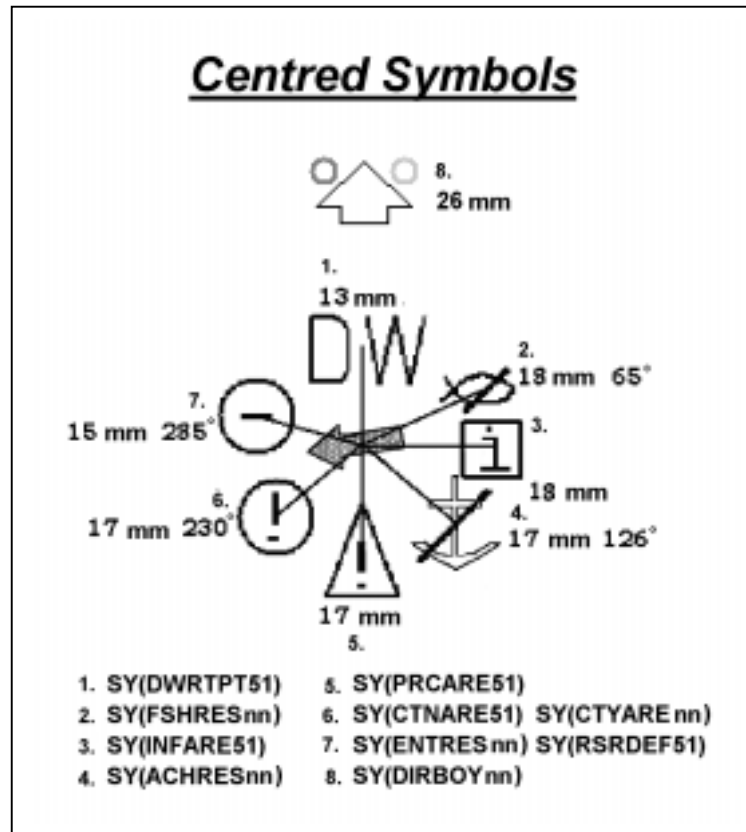 Centred Symbols
8.
26 mm
1.
13 mm
DW
2.
18 mm 65°
7.
15 mm 285°
3.
i
18 mm
6.
17 mm 230°
!
4.
17 mm 126°
!
17 mm
5.
1. SY(DWRTPT51) 5. SY(PRCARE51)
2. SY(FSHRESnn) 6. SY(CTNARE51) SY(CTYAREnn)
3. SY(INFARE51) 7. SY(ENTRESnn) SY(RSRDEF51)
4. SY(ACHRESnn) 8. SY(DIRBOYnn)